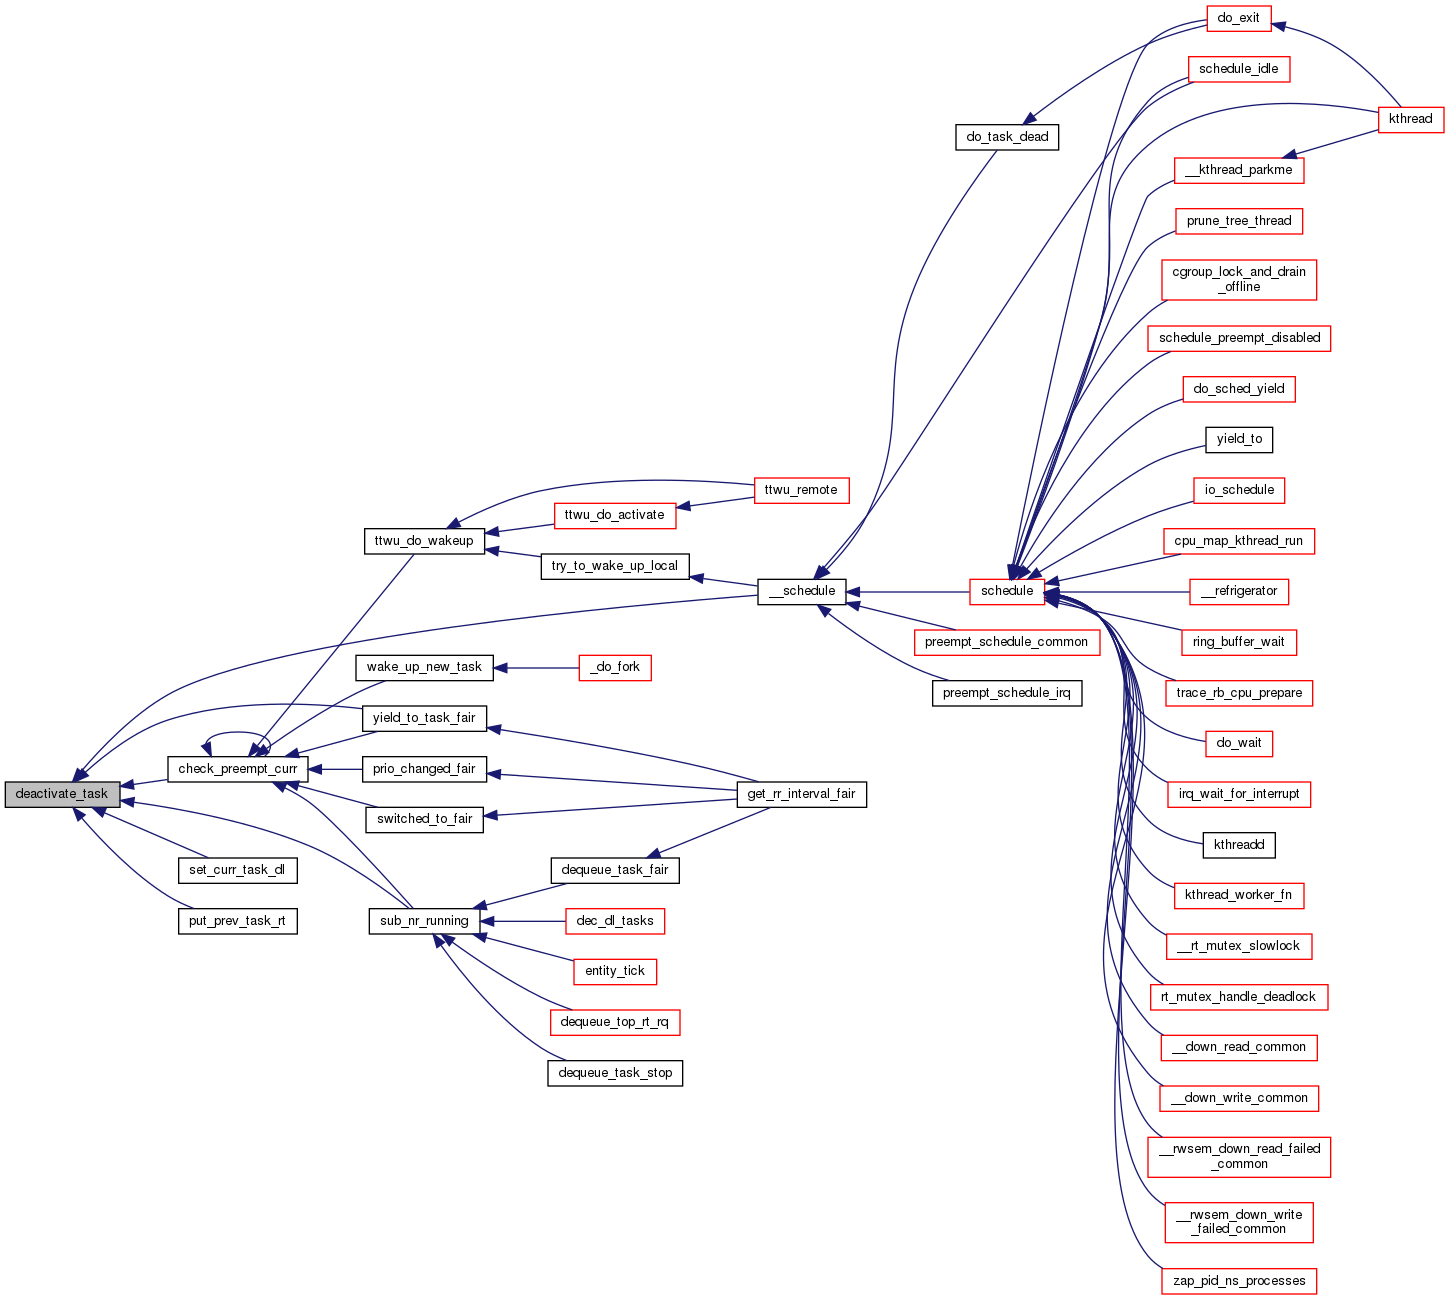 do_exit
schedule_idle
kthread
do_task_dead
__kthread_parkme
prune_tree_thread
cgroup_lock_and_drain
_offline
schedule_preempt_disabled
do_sched_yield
yield_to
ttwu_remote
io_schedule
ttwu_do_activate
ttwu_do_wakeup
cpu_map_kthread_run
try_to_wake_up_local
__schedule
schedule
__refrigerator
preempt_schedule_common
ring_buffer_wait
wake_up_new_task
_do_fork
preempt_schedule_irq
trace_rb_cpu_prepare
yield_to_task_fair
do_wait
check_preempt_curr
prio_changed_fair
deactivate_task
get_rr_interval_fair
irq_wait_for_interrupt
switched_to_fair
kthreadd
set_curr_task_dl
dequeue_task_fair
kthread_worker_fn
put_prev_task_rt
sub_nr_running
dec_dl_tasks
__rt_mutex_slowlock
entity_tick
rt_mutex_handle_deadlock
dequeue_top_rt_rq
__down_read_common
dequeue_task_stop
__down_write_common
__rwsem_down_read_failed
_common
__rwsem_down_write
_failed_common
zap_pid_ns_processes